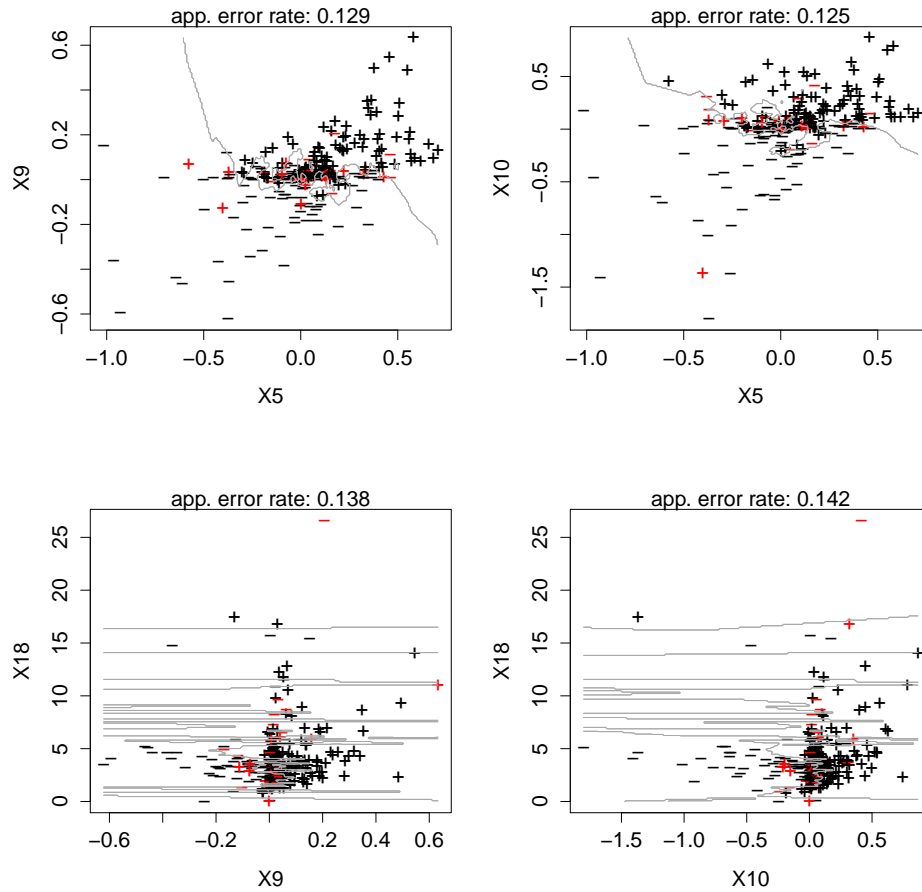 app. error rate: 0.129
X9
0.6
0.2
−0.2
−0.6
−1.0 −0.5 0.0 0.5
X5
app. error rate: 0.125
X10
0.5
−0.5
−1.5
−1.0 −0.5 0.0 0.5
X5
app. error rate: 0.138
X18
25
20
15
10
5
0
−0.6 −0.2 0.2 0.4 0.6
X9
app. error rate: 0.142
X18
25
20
15
10
5
0
−1.5 −1.0 −0.5 0.0 0.5
X10